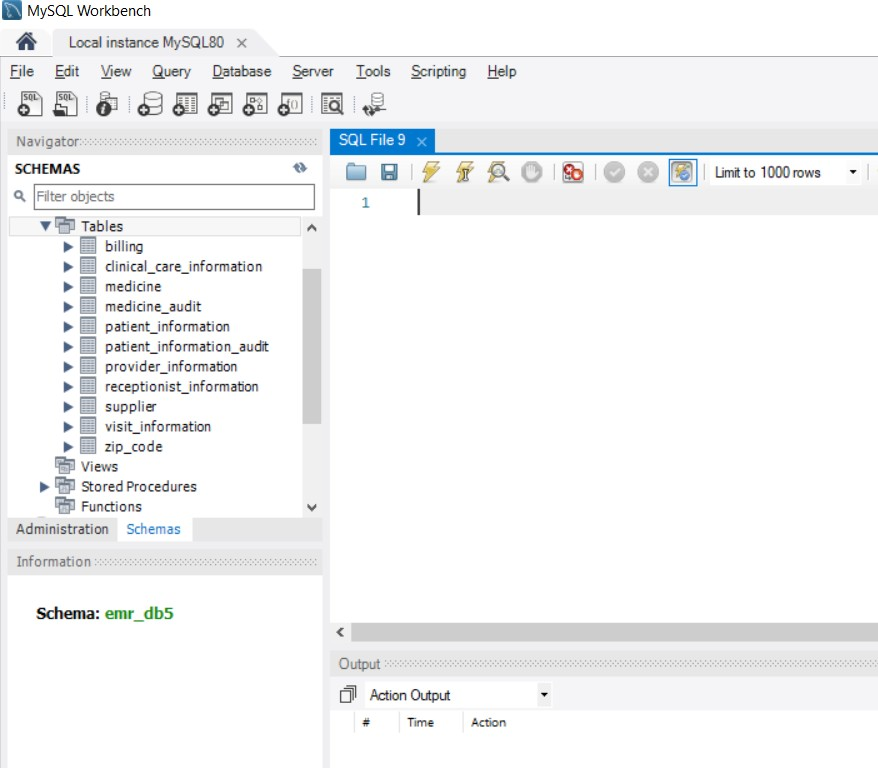 MySQL Workbench
Local instance MySQL80
File Edit View Query Database Server Tools Scripting Help
SQL SQL
Navigator
SCHEMAS
Filter objects
Tables
billing
clinical_care_information
medicine
medicine_audit
patient_information
patient_information_audit
provider_information
receptionist_information
supplier
visit_information
zip_code
Views
Stored Procedures
Functions
Administration Schemas
Information
Schema: emr_db5
SQL File 9
Limit to 1000 rows
1
Output
Action Output
# Time Action